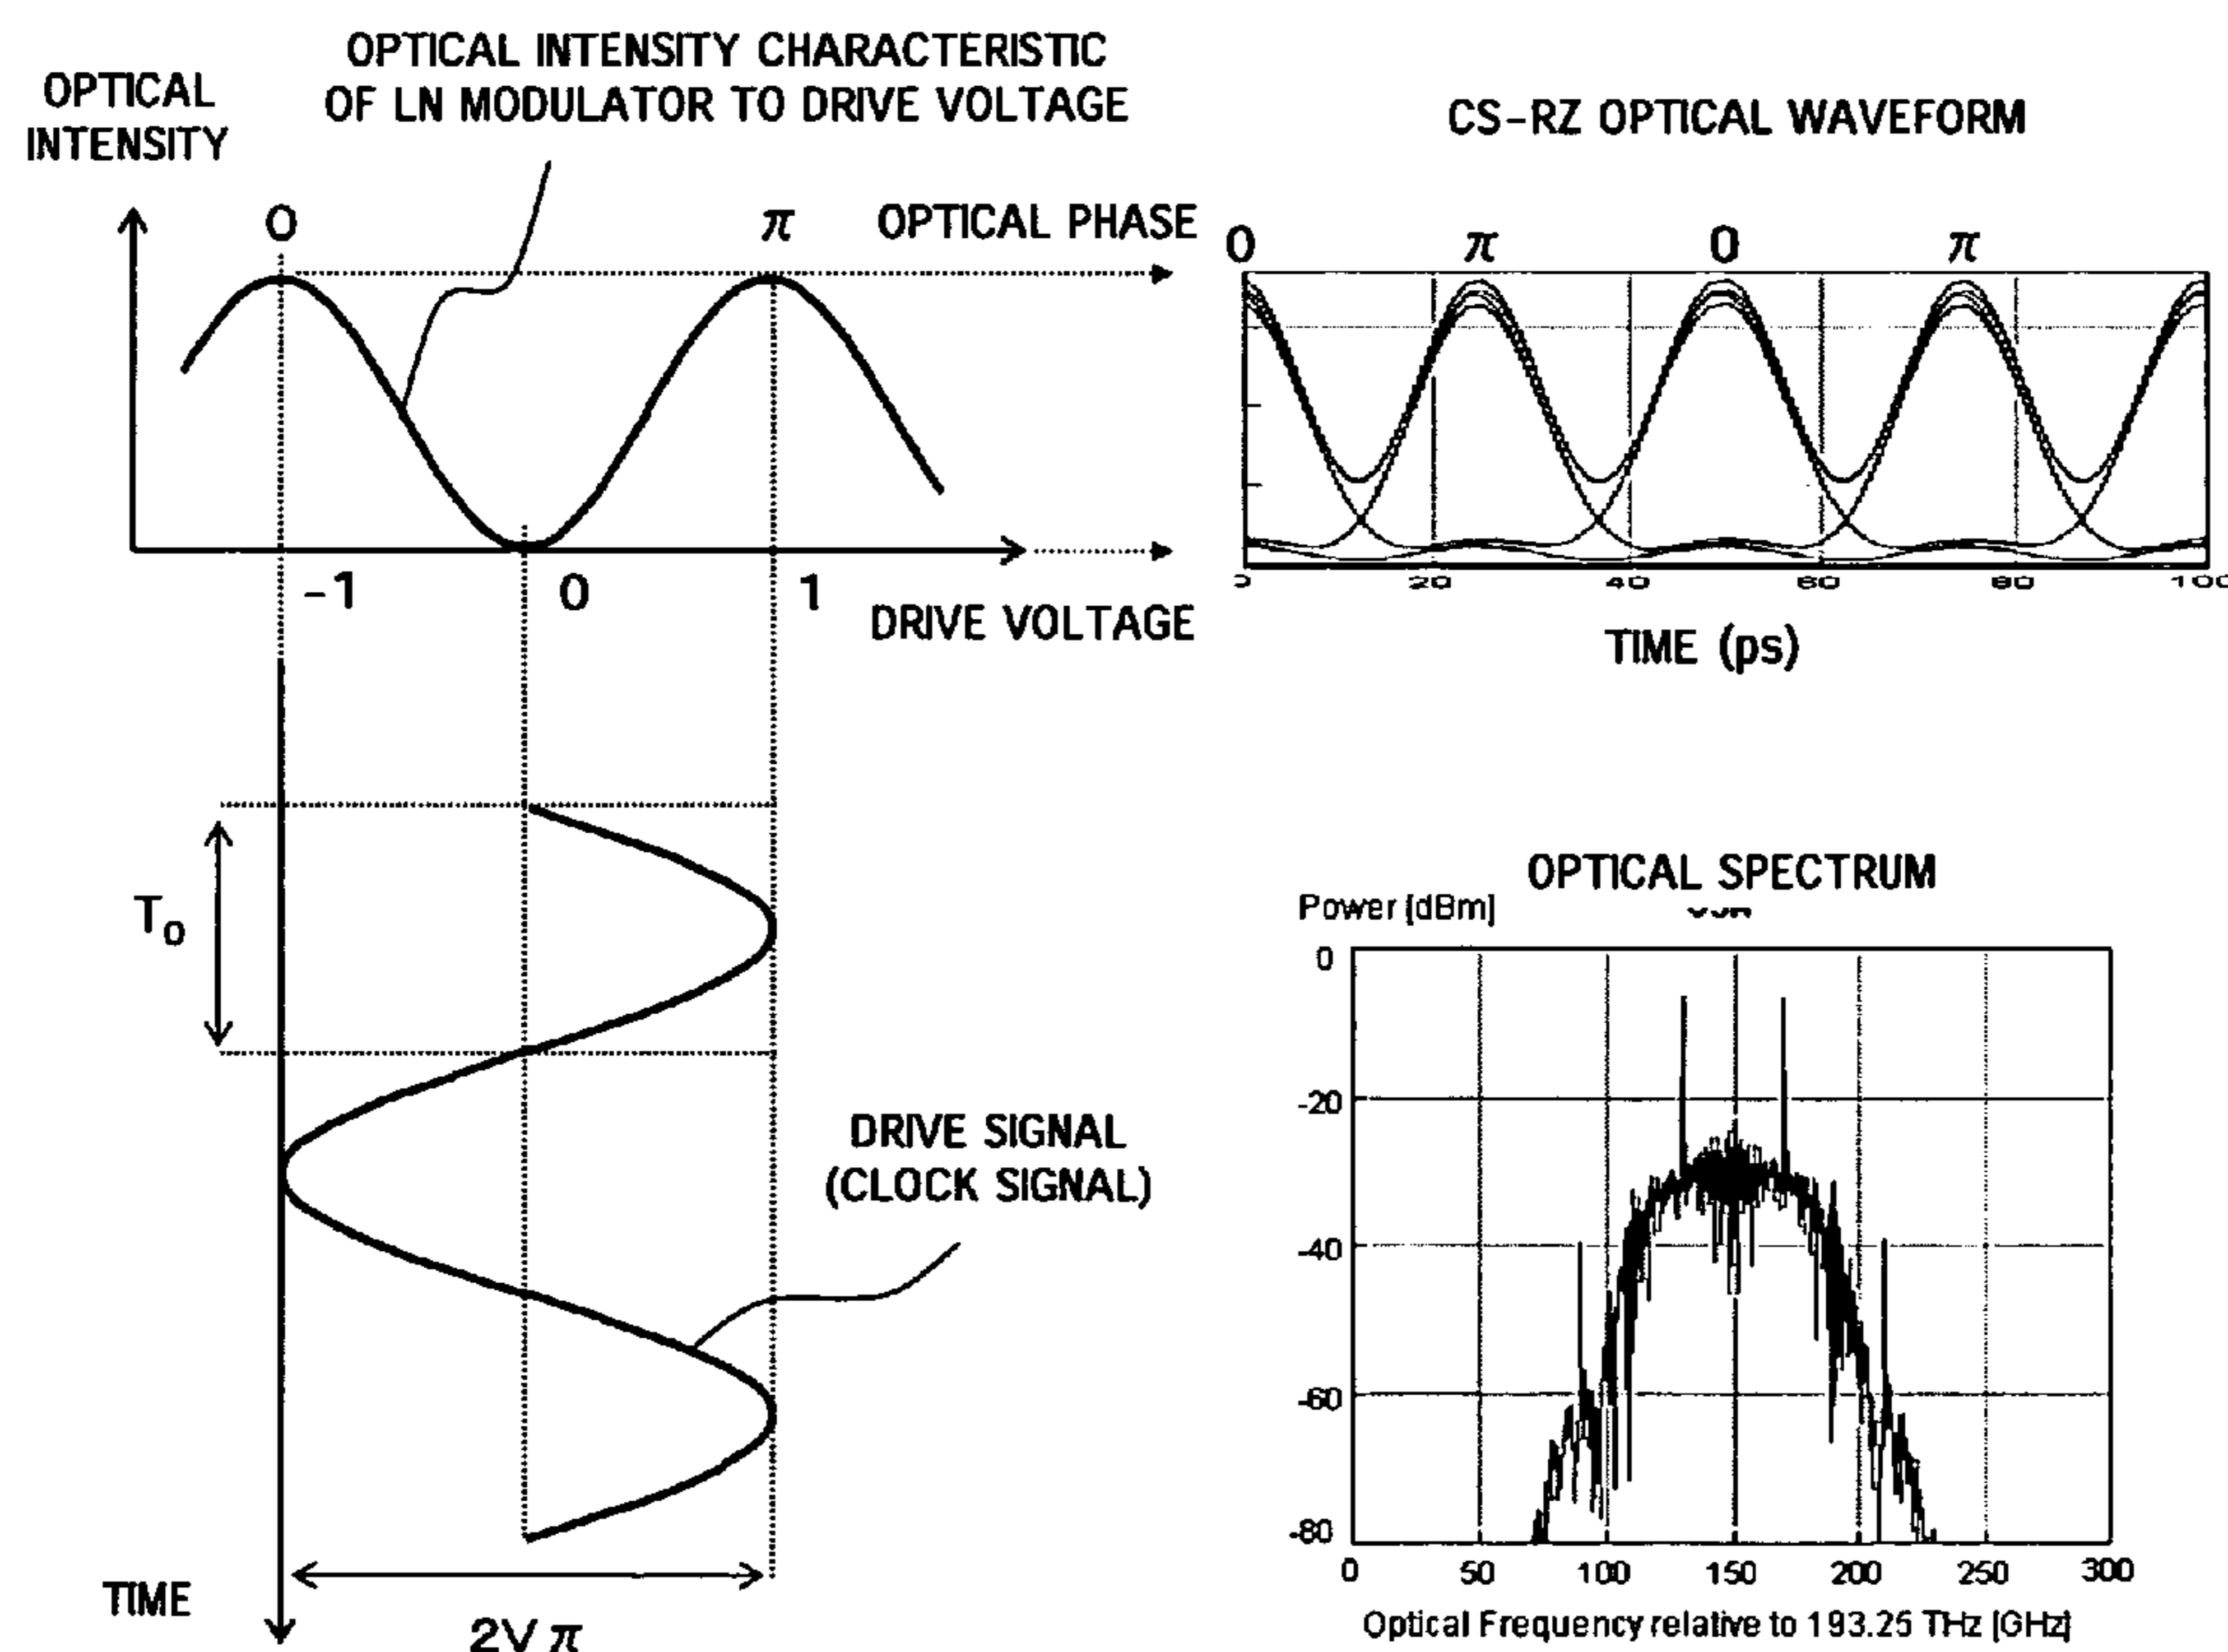 OPTICAL INTENSITY CHARACTERISTIC
OF LN MODULATOR TO DRIVE VOLTAGE
OPTICAL
INTENSITY
0
π
OPTICAL PHASE
-1
0
1
DRIVE VOLTAGE
T0
DRIVE SIGNAL
(CLOCK SIGNAL)
TIME
2Vπ
CS-RZ OPTICAL WAVEFORM
0
π
0
π
0
20
40
60
80
100
TIME (ps)
OPTICAL SPECTRUM
Power [dBm]
0
-20
-40
-60
-80
0
50
100
150
200
250
300
Optical Frequency relative to 193.25 THz [GHz]